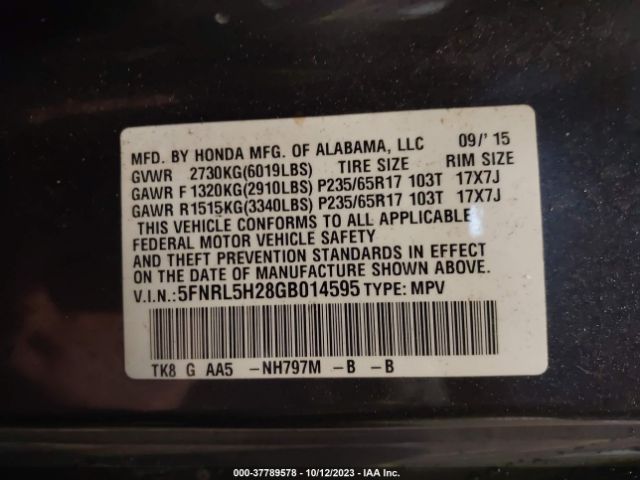 MFD. BY HONDA MFG. OF ALABAMA, LLC 09/' 15
GVWR 2730KG(6019LBS) TIRE SIZE RIM SIZE
GAWR F 1320KG(2910LBS) P235/65R17 103T 17X7J
GAWR R1515KG(3340LBS) P235/65R17 103T 17X7J
THIS VEHICLE CONFORMS TO ALL APPLICABLE
FEDERAL MOTOR VEHICLE SAFETY
AND THEFT PREVENTION STANDARDS IN EFFECT
ON THE DATE OF MANUFACTURE SHOWN ABOVE.
V.I.N.:5FNRL5H28GB014595 TYPE: MPV
TK8 G AA5 -NH797M -B -B
000-37789578 - 10/12/2023 - IAA Inc.